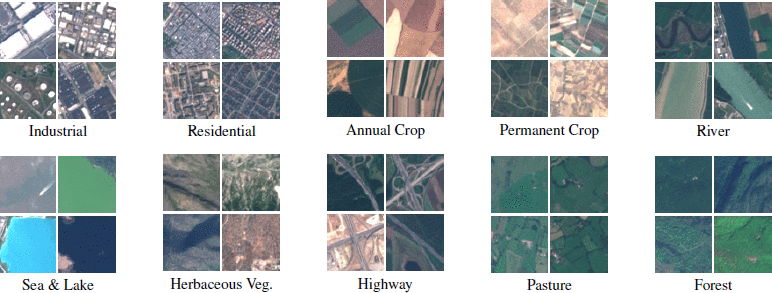 Industrial
Residential
Annual Crop
Permanent Crop
River
Sea & Lake
Herbaceous Veg.
Highway
Pasture
Forest